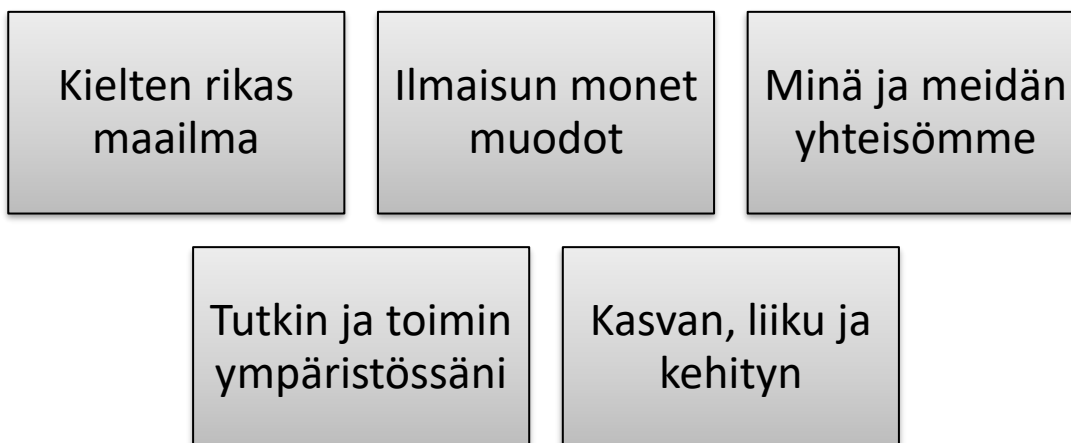 Kielten rikas
maailma
Ilmaisun monet
muodot
Minä ja meidän
yhteisömme
Tutkin ja toimin
ympäristössäni
Kasvan, liiku ja
kehityn